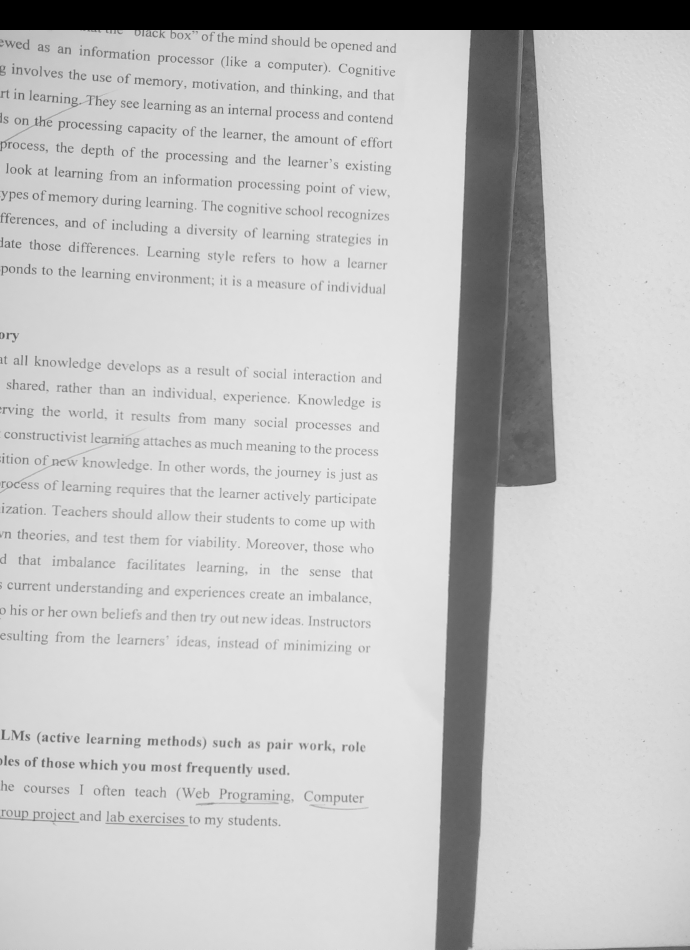 "black box" of the mind should be opened and
ewed as an information processor (like a computer). Cognitive
g involves the use of memory, motivation, and thinking, and that
rt in learning. They see learning as an internal process and contend
ds on the processing capacity of the learner, the amount of effort
process, the depth of the processing and the learner's existing
look at learning from an information processing point of view,
ypes of memory during learning. The cognitive school recognizes
fferences, and of including a diversity of learning strategies in
date those differences. Learning style refers to how a learner
ponds to the learning environment; it is a measure of individual
ory
at all knowledge develops as a result of social interaction and
shared, rather than an individual, experience. Knowledge is
erving the world, it results from many social processes and
constructivist learning attaches as much meaning to the process
ition of new knowledge. In other words, the journey is just as
rocess of learning requires that the learner actively participate
ization. Teachers should allow their students to come up with
vn theories, and test them for viability. Moreover, those who
d that imbalance facilitates learning, in the sense that
s current understanding and experiences create an imbalance,
o his or her own beliefs and then try out new ideas. Instructors
esulting from the learners' ideas, instead of minimizing or
LMs (active learning methods) such as pair work, role
ples of those which you most frequently used.
he courses I often teach (Web Programing, Computer
roup project and lab exercises to my students.